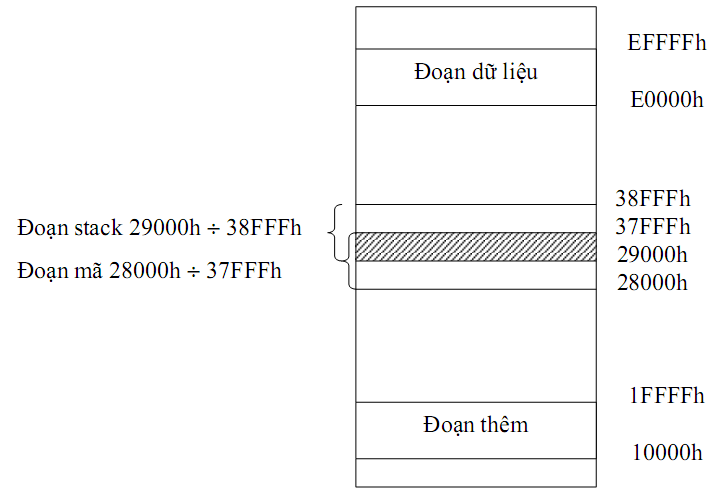 EFFFFh
Đoạn dữ liệu
E0000h
38FFFh
Đoạn stack 29000h ÷ 38FFFh
37FFFh
29000h
Đoạn mã 28000h ÷ 37FFFh
28000h
1FFFFh
Đoạn thêm
10000h